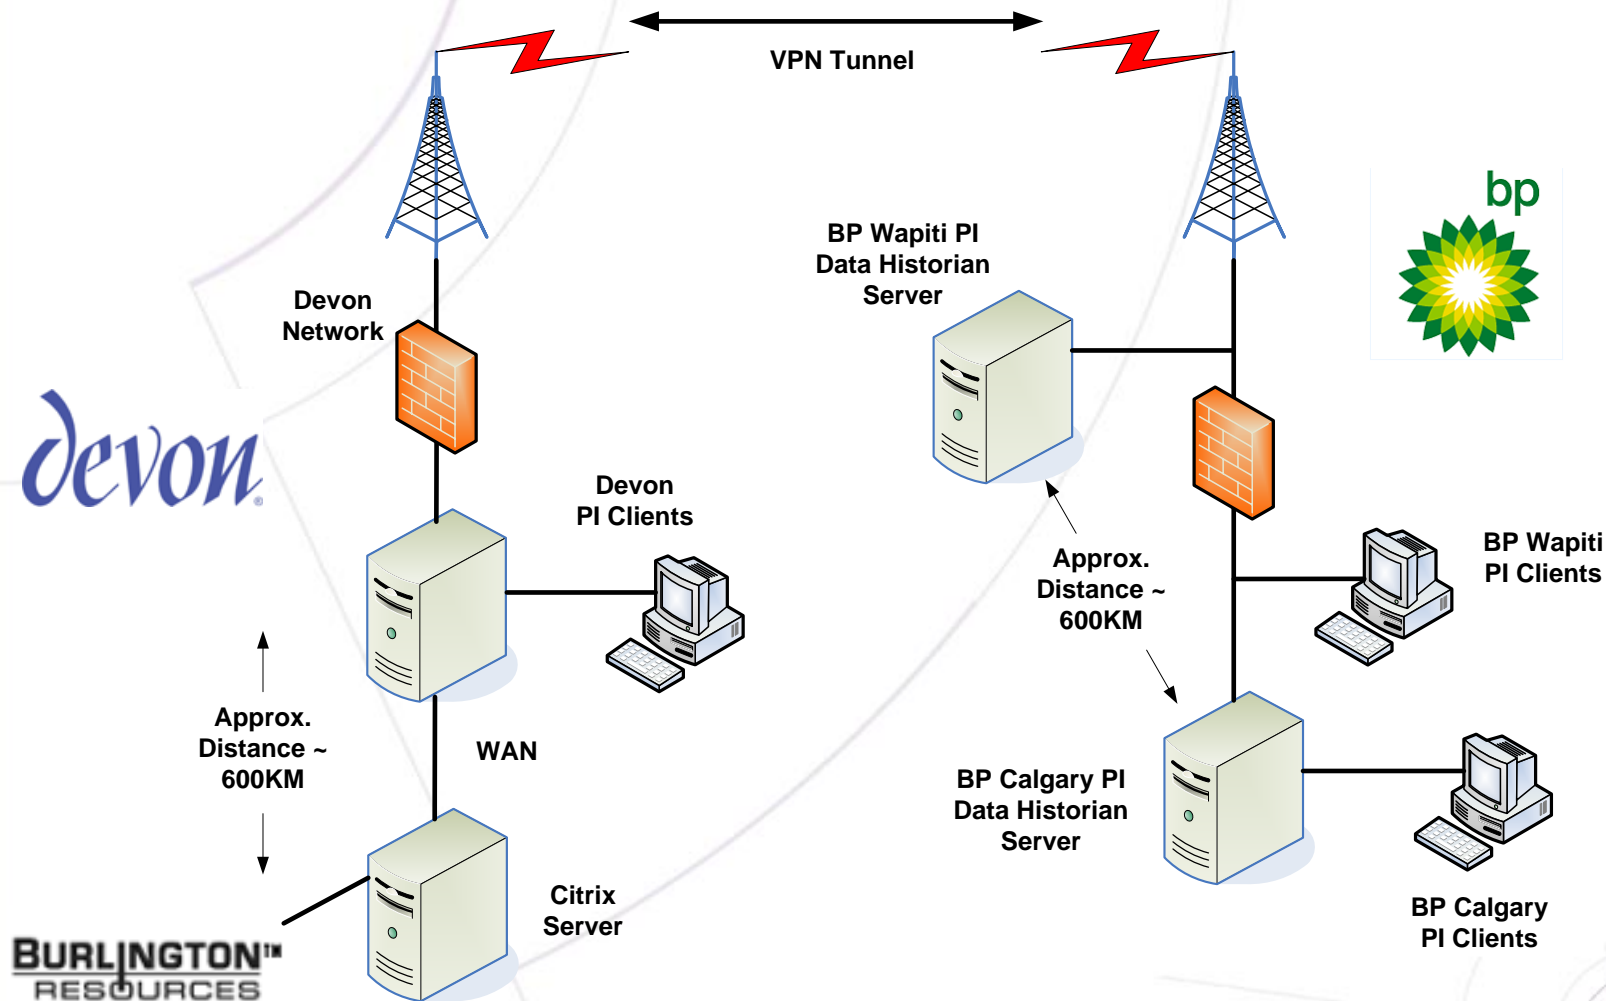 VPN Tunnel
bp
BP Wapiti PI
Data Historian
Server
Devon
Network
devon®
Devon
PI Clients
BP Wapiti
PI Clients
Approx.
Distance ~
600KM
Approx.
Distance ~
600KM
WAN
BP Calgary PI
Data Historian
Server
Citrix
Server
BP Calgary
PI Clients
BURLINGTON™
RESOURCES